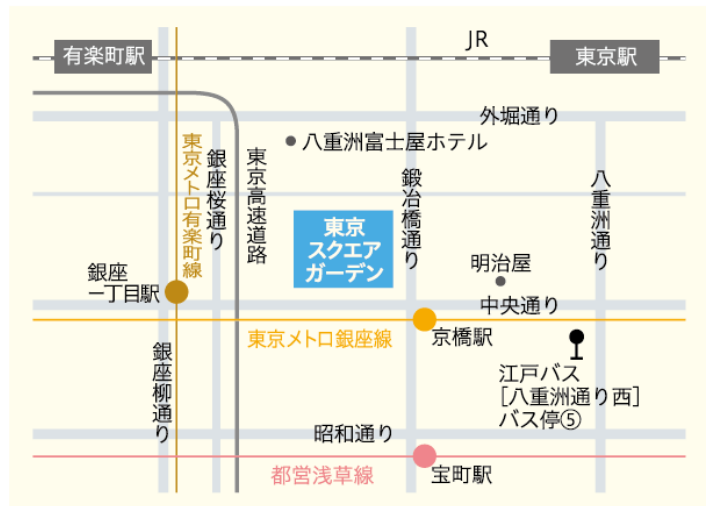 JR
有楽町駅
東京駅
外堀通り
八重洲富士屋ホテル
東京メトロ有楽町線
銀座桜通り
東京高速道路
鍛冶橋通り
八重洲通り
東京
スクエア
ガーデン
明治屋
銀座
一丁目駅
中央通り
東京メトロ銀座線
京橋駅
銀座柳通り
江戸バス
［八重洲通り西］
バス停⑤
昭和通り
都営浅草線
宝町駅